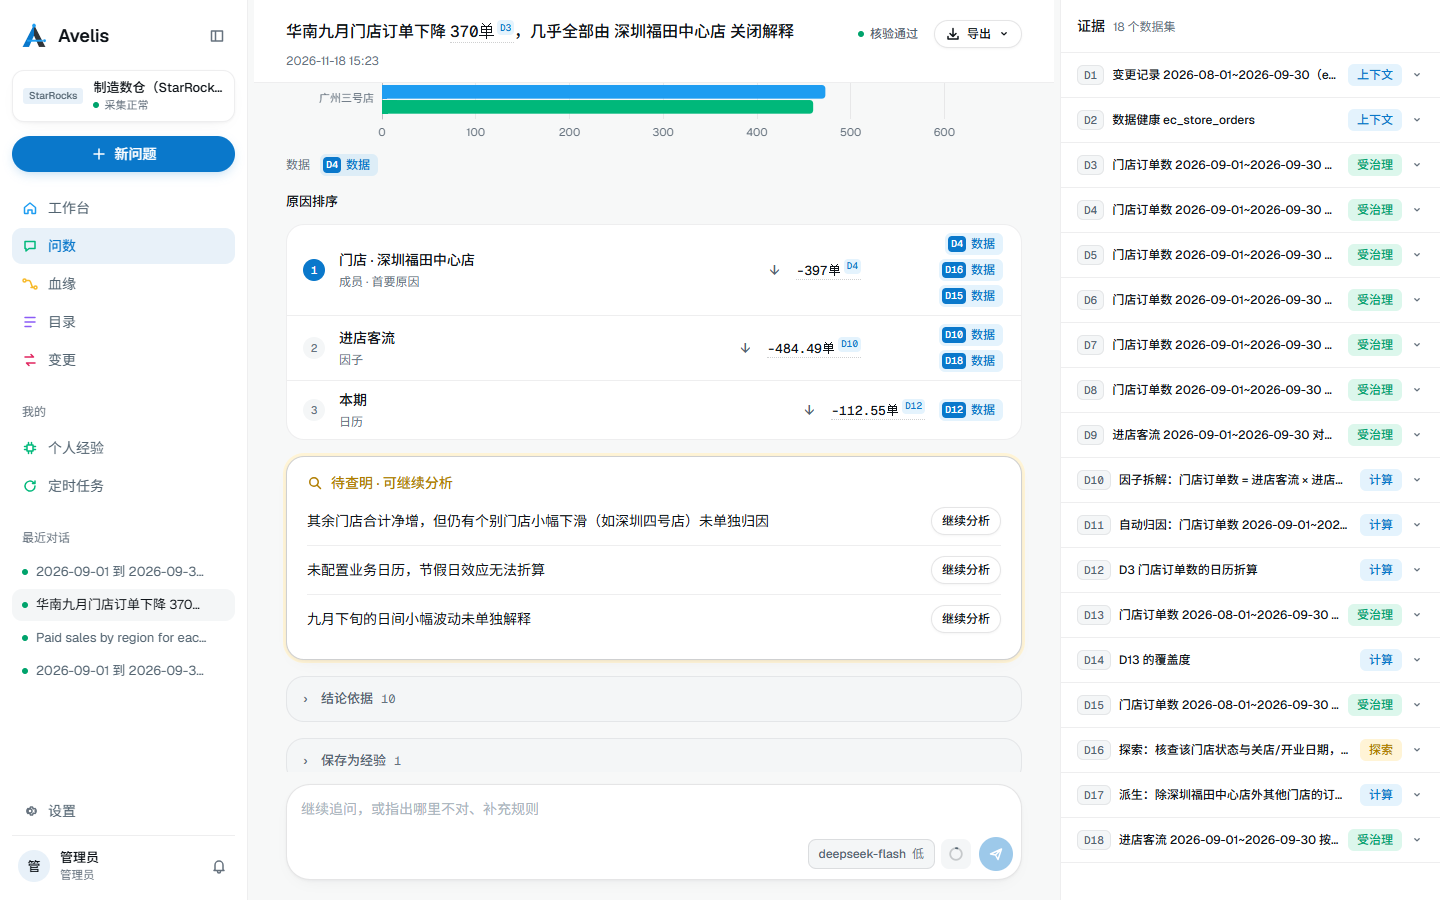 Avelis
StarRocks
制造数仓（StarRock...
采集正常
新问题
工作台
问数
血缘
目录
变更
我的
个人经验
定时任务
最近对话
2026-09-01 到 2026-09-3...
华南九月门店订单下降 370...
Paid sales by region for eac...
2026-09-01 到 2026-09-3...
设置
管
管理员
管理员
华南九月门店订单下降 370单 D3，几乎全部由 深圳福田中心店 关闭解释
2026-11-18 15:23
核验通过
导出
广州三号店
0 100 200 300 400 500 600
数据 D4 数据
原因排序
1 门店 · 深圳福田中心店
成员 · 首要原因
-397单 D4
D4 数据
D16 数据
D15 数据
2 进店客流
因子
-484.49单 D10
D10 数据
D18 数据
3 本期
日历
-112.55单 D12
D12 数据
待查明 · 可继续分析
其余门店合计净增，但仍有个别门店小幅下滑（如深圳四号店）未单独归因 继续分析
未配置业务日历，节假日效应无法折算 继续分析
九月下旬的日间小幅波动未单独解释 继续分析
结论依据 10
保存为经验 1
继续追问，或指出哪里不对、补充规则
deepseek-flash 低
证据 18 个数据集
D1 变更记录 2026-08-01~2026-09-30（e... 上下文
D2 数据健康 ec_store_orders 上下文
D3 门店订单数 2026-09-01~2026-09-30 ... 受治理
D4 门店订单数 2026-09-01~2026-09-30 ... 受治理
D5 门店订单数 2026-09-01~2026-09-30 ... 受治理
D6 门店订单数 2026-09-01~2026-09-30 ... 受治理
D7 门店订单数 2026-09-01~2026-09-30 ... 受治理
D8 门店订单数 2026-09-01~2026-09-30 ... 受治理
D9 进店客流 2026-09-01~2026-09-30 对... 受治理
D10 因子拆解：门店订单数 = 进店客流 × 进店... 计算
D11 自动归因：门店订单数 2026-09-01~202... 计算
D12 D3 门店订单数的日历折算 计算
D13 门店订单数 2026-08-01~2026-09-30 ... 受治理
D14 D13 的覆盖度 计算
D15 门店订单数 2026-08-01~2026-09-30 ... 受治理
D16 探索：核查该门店状态与关店/开业日期，... 探索
D17 派生：除深圳福田中心店外其他门店的订... 计算
D18 进店客流 2026-09-01~2026-09-30 按... 受治理